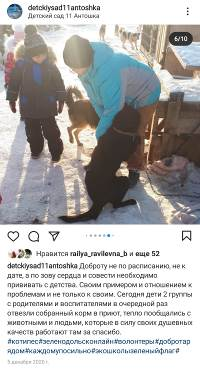 detckiysad11antoshka
Детский сад 11 Антошка
6/10
Нравится railya_ravilevna_b и еще 52
detckiysad11antoshka Доброту не по расписанию, не к
дате, а по зову сердца и совести необходимо
прививать с детства. Своим примером и отношением к
проблемам и не только к своим. Сегодня дети 2 группы
с родителями и воспитателями в очередной раз
отвезли собранный корм в приют, тепло пообщались с
животными и людьми, которые в силу своих душевных
качеств работают там за спасибо.
#котипес#зеленодольсконлайн#волонтеры#добротар
ядом#каждомупосильно#экошколызеленыйфлаг#
5 декабря 2020 г.